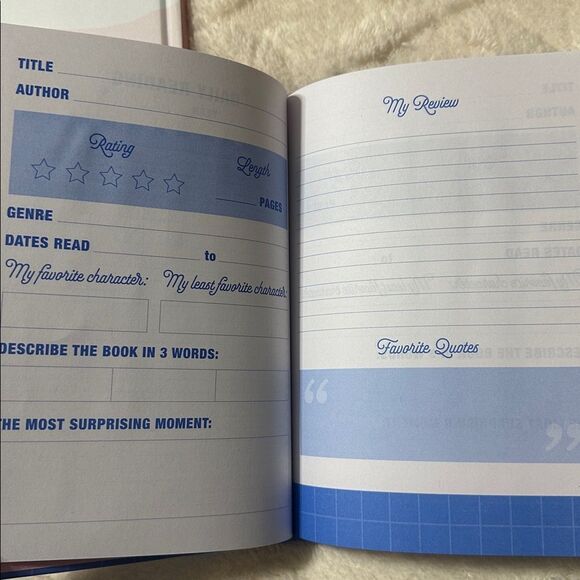 TITLE
AUTHOR
Rating
Length
PAGES
GENRE
DATES READ to
My favorite character: My least favorite character:
DESCRIBE THE BOOK IN 3 WORDS:
THE MOST SURPRISING MOMENT:
My Review
Favorite Quotes
“
”